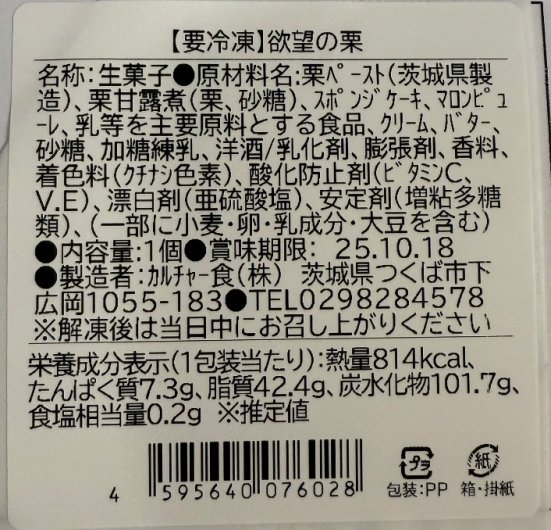 【要冷凍】欲望の栗
名称:生菓子●原材料名:栗ﾍﾟｰｽﾄ(茨城県製
造)、栗甘露煮(栗、砂糖)、ｽﾎﾟﾝｼﾞｹｰｷ、ﾏﾛﾝﾋﾟｭ
ｰﾚ、乳等を主要原料とする食品、ｸﾘｰﾑ、ﾊﾞﾀｰ、
砂糖、加糖練乳、洋酒/乳化剤、膨張剤、香料、
着色料(ｸﾁﾅｼ色素)、酸化防止剤(ﾋﾞﾀﾐﾝC、
V.E)、漂白剤(亜硫酸塩)、安定剤(増粘多糖
類)、(一部に小麦・卵・乳成分・大豆を含む)
●内容量:1個●賞味期限: 25.10.18
●製造者:ｶﾙﾁｬｰ食(株) 茨城県つくば市下
広岡1055-183●TEL0298284578
※解凍後は当日中にお召し上がりください
栄養成分表示(1包装当たり):熱量814kcal、
たんぱく質7.3g、脂質42.4g、炭水化物101.7g、
食塩相当量0.2g ※推定値
4 595640 076028
プラ 紙
包装:PP 箱・掛紙